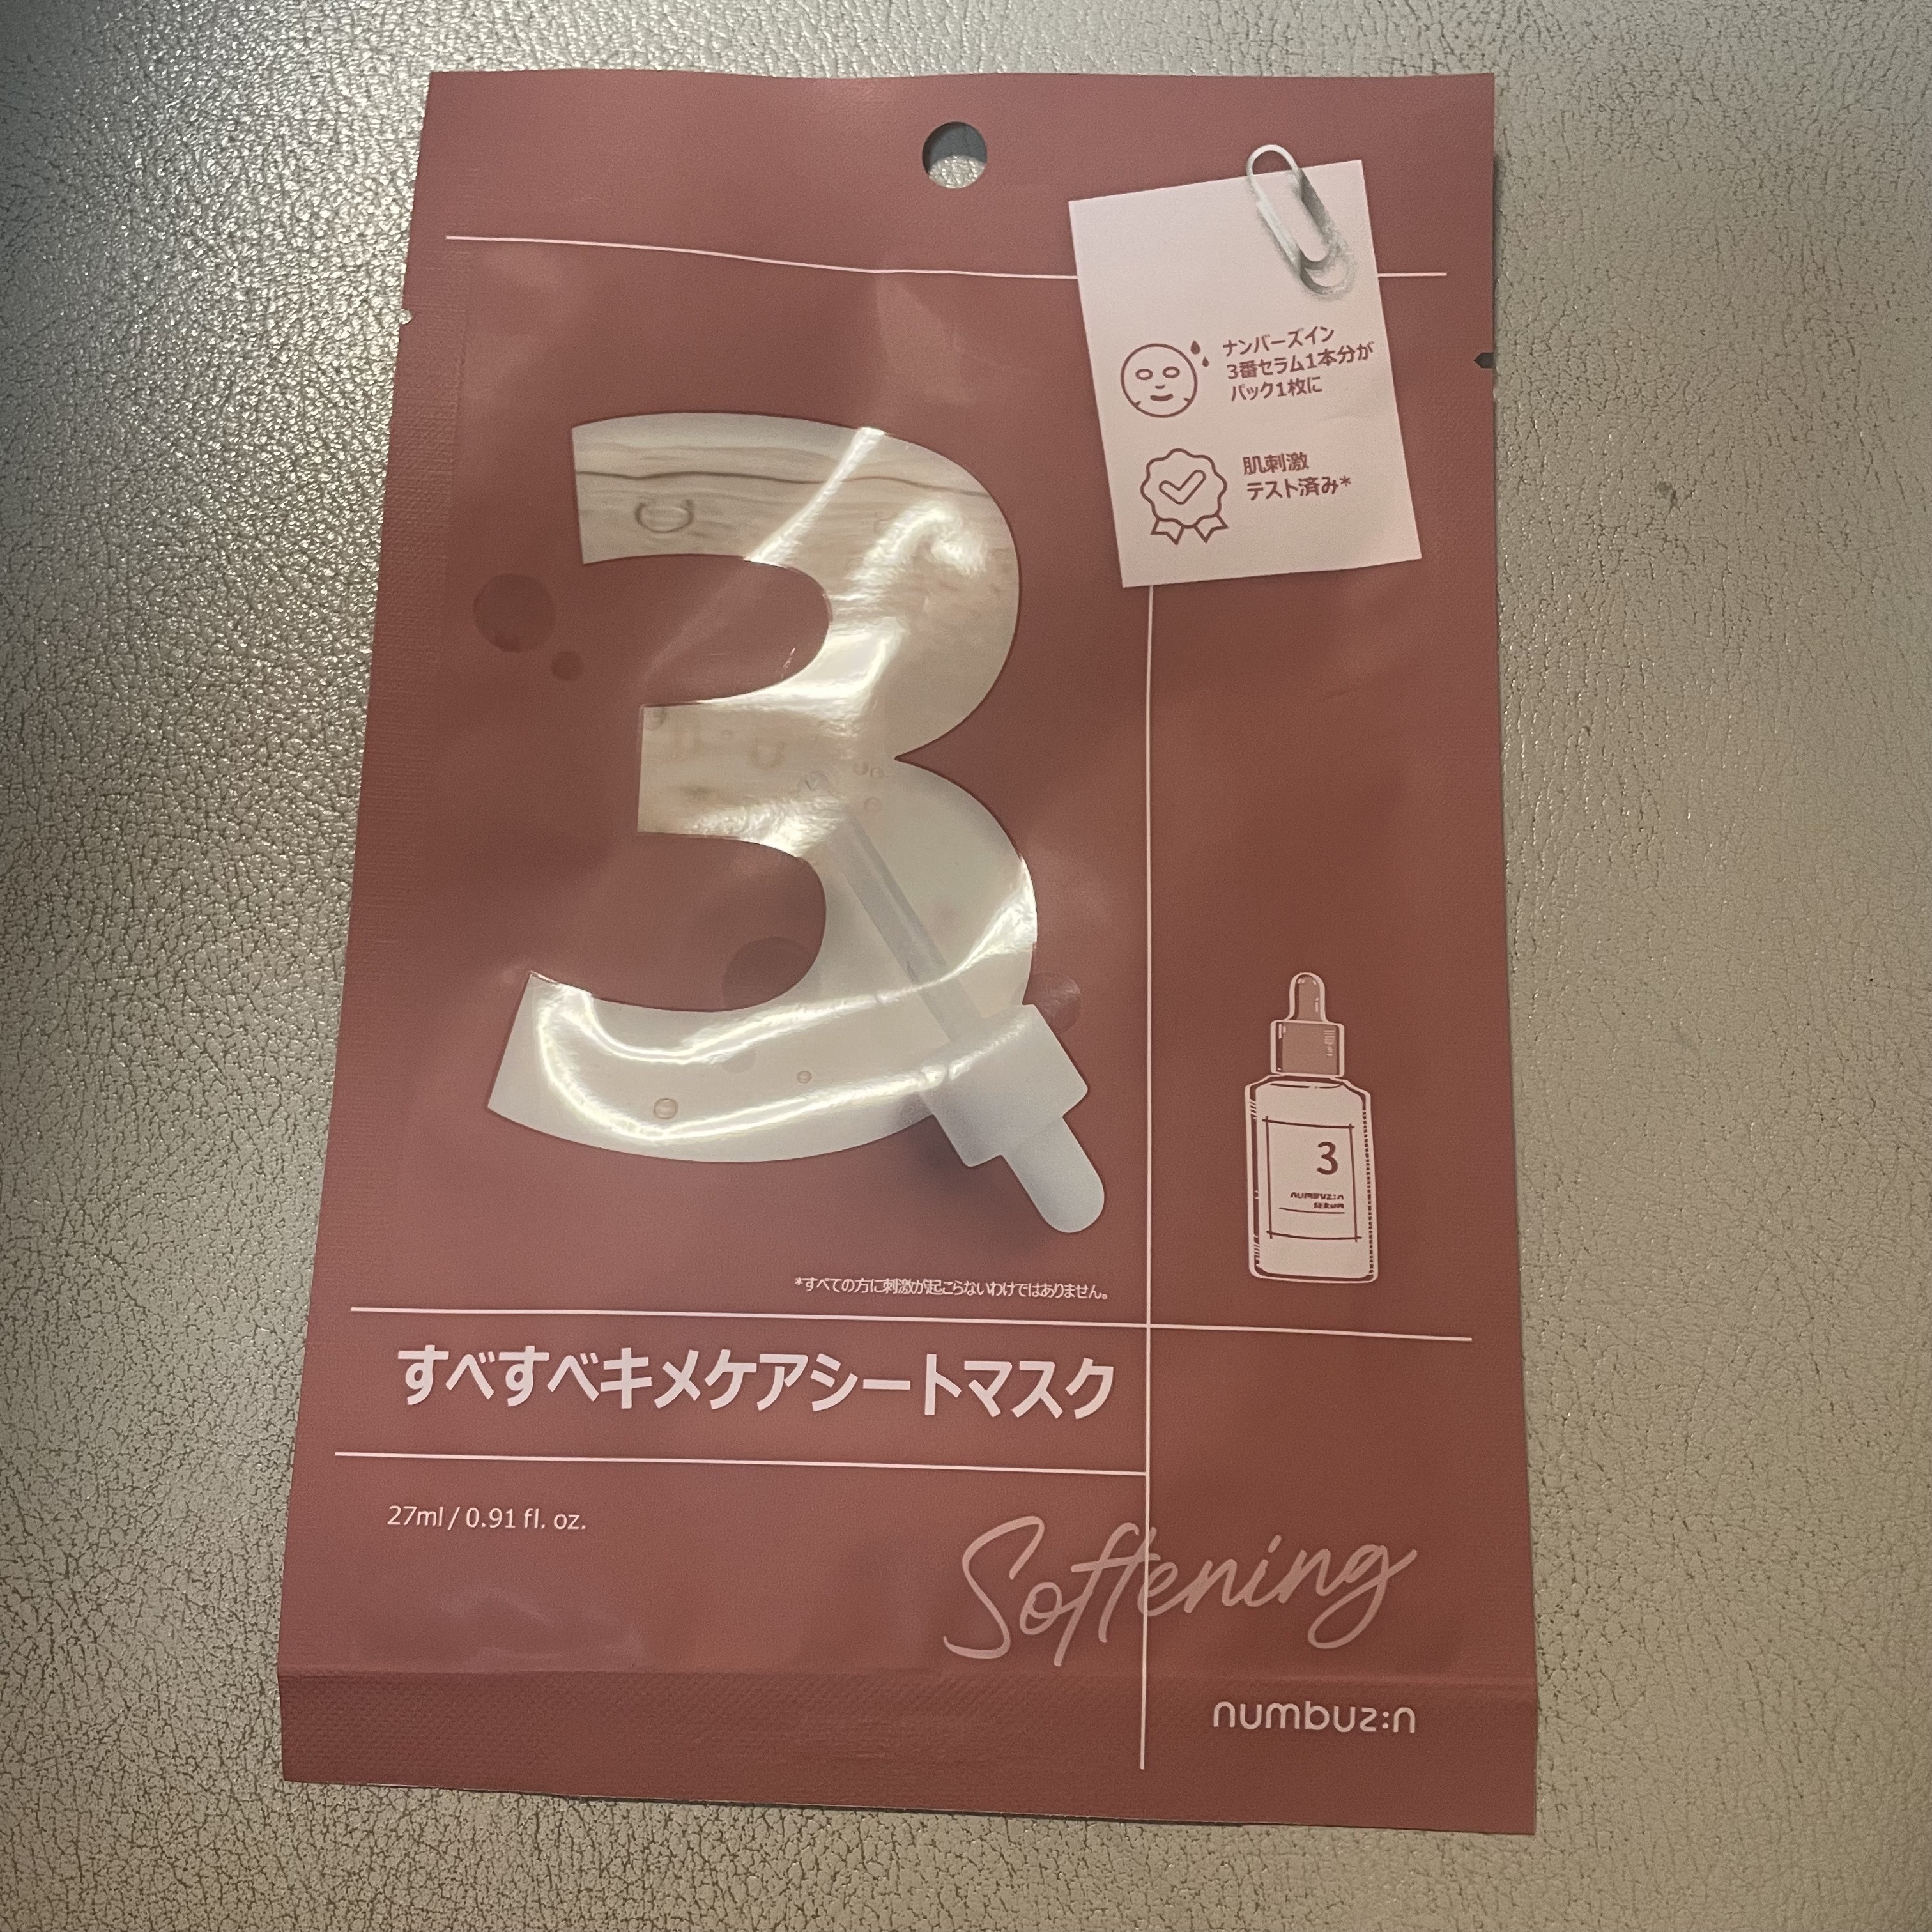 ナンバーズイン
3番セラム1本分が
パック1枚に
肌刺激
テスト済み*
3
3
numbuz:n
SERUM
*すべての方に刺激が起こらないわけではありません。
すべすべキメケアシートマスク
27ml / 0.91 fl. oz.
Softening
numbuz:n